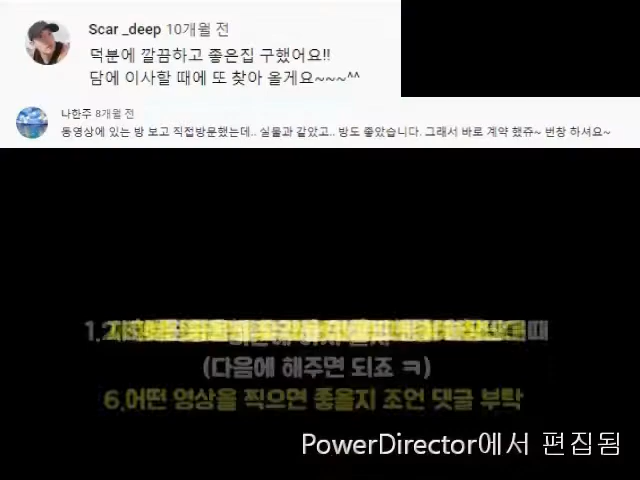 Scar _deep 10개월 전
덕분에 깔끔하고 좋은집 구했어요!!
담에 이사할 때에 또 찾아 올게요~~~^^
나한주 8개월 전
동영상에 있는 방 보고 직접방문했는데.. 실물과 같았고.. 방도 좋았습니다. 그래서 바로 계약 했쥬~ 번창 하셔요~
(다음에 해주면 되죠 ㅋ)
6.어떤 영상을 찍으면 좋을지 조언 댓글 부탁
PowerDirector에서 편집됨